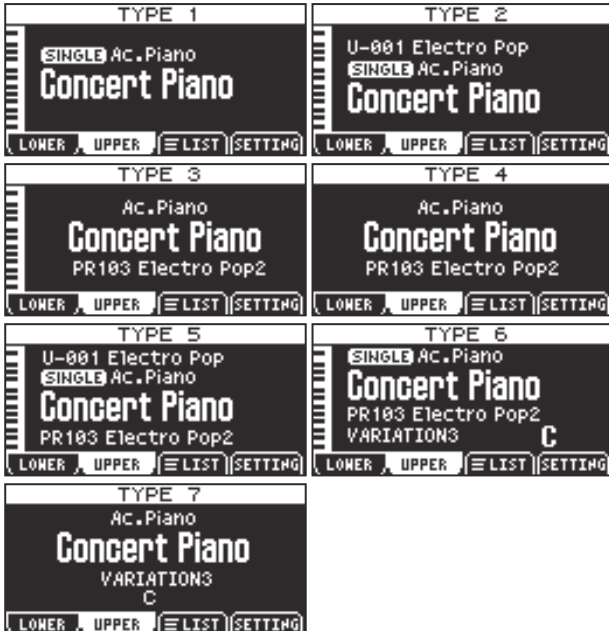 TYPE 1
SINGLE Ac.Piano
Concert Piano
LOWER UPPER LIST SETTING
TYPE 2
U-001 Electro Pop
SINGLE Ac.Piano
Concert Piano
LOWER UPPER LIST SETTING
TYPE 3
Ac.Piano
Concert Piano
PR103 Electro Pop2
LOWER UPPER LIST SETTING
TYPE 4
Ac.Piano
Concert Piano
PR103 Electro Pop2
LOWER UPPER LIST SETTING
TYPE 5
U-001 Electro Pop
SINGLE Ac.Piano
Concert Piano
PR103 Electro Pop2
LOWER UPPER LIST SETTING
TYPE 6
SINGLE Ac.Piano
Concert Piano
PR103 Electro Pop2
VARIATION3 C
LOWER UPPER LIST SETTING
TYPE 7
Ac.Piano
Concert Piano
VARIATION3
C
LOWER UPPER LIST SETTING